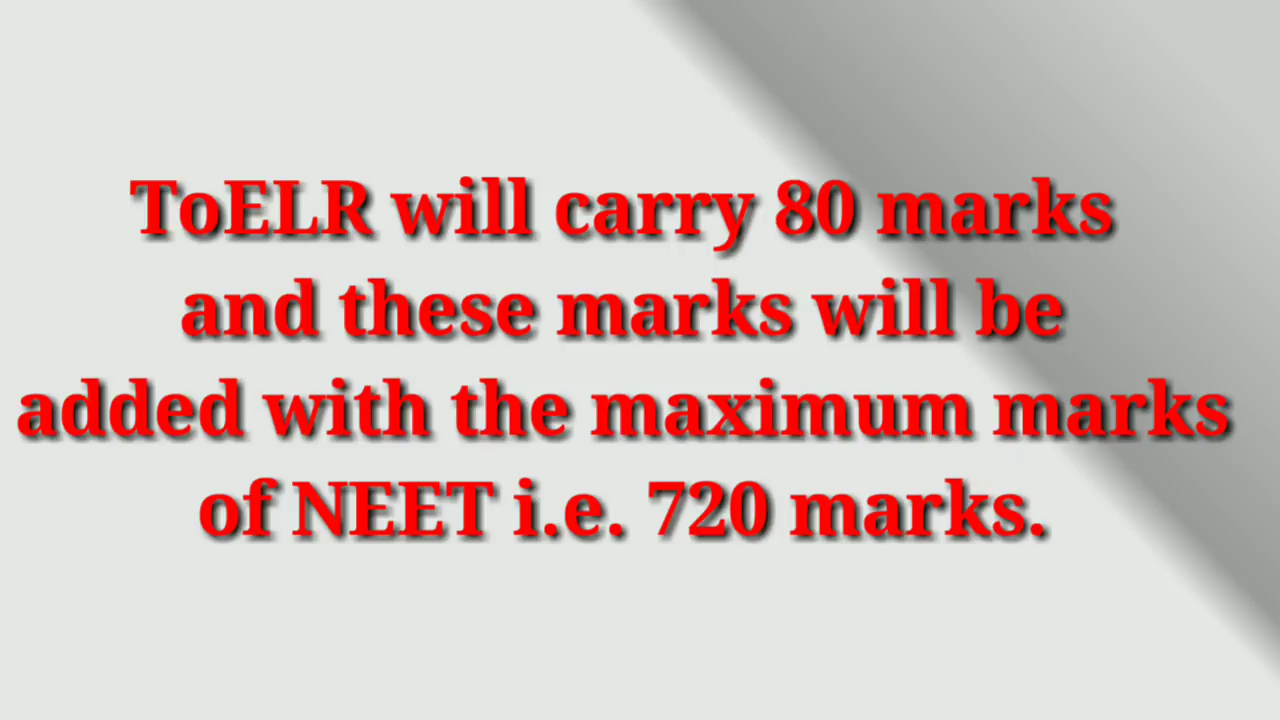 ToELR will carry 80 marks
and these marks will be
added with the maximum marks
of NEET i.e. 720 marks.